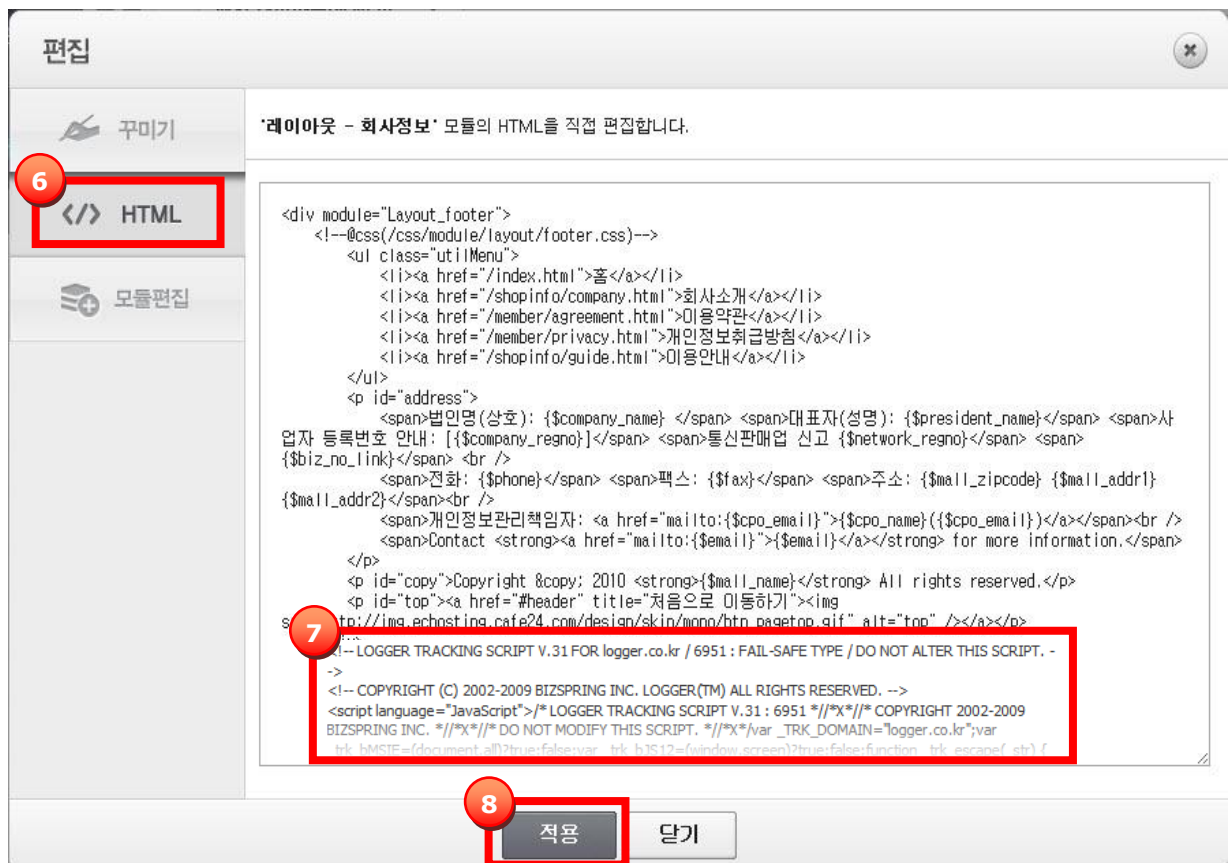 편집
꾸미기
'레이아웃 - 회사정보' 모듈의 HTML을 직접 편집합니다.
6
</> HTML
모듈편집
<div module="Layout_footer">
<!--@css(/css/module/layout/footer.css)-->
<ul class="utilMenu">
<li><a href="/index.html">홈</a></li>
<li><a href="/shopinfo/company.html">회사소개</a></li>
<li><a href="/member/agreement.html">이용약관</a></li>
<li><a href="/member/privacy.html">개인정보취급방침</a></li>
<li><a href="/shopinfo/guide.html">이용안내</a></li>
</ul>
<p id="address">
<span>법인명(상호): {$company_name} </span> <span>대표자(성명): {$president_name}</span> <span>사
업자 등록번호 안내: [{$company_regno}]</span> <span>통신판매업 신고 {$network_regno}</span> <span>
{$biz_no_link}</span> <br />
<span>전화: {$phone}</span> <span>팩스: {$fax}</span> <span>주소: {$mall_zipcode} {$mall_addr1}
{$mall_addr2}</span><br />
<span>개인정보관리책임자: <a href="mailto:{$cpo_email}">{$cpo_name}({$cpo_email})</a></span><br />
<span>Contact <strong><a href="mailto:{$email}">{$email}</a></strong> for more information.</span>
</p>
<p id="copy">Copyright &copy; 2010 <strong>{$mall_name}</strong> All rights reserved.</p>
<p id="top"><a href="#header" title="처음으로 이동하기"><img
tp://img.echosting.cafe24.com/design/skin/mono/btn_pagetop.gif" alt="top" /></a></p>
7
<!-- LOGGER TRACKING SCRIPT V.31 FOR logger.co.kr / 6951 : FAIL-SAFE TYPE / DO NOT ALTER THIS SCRIPT. -
->
<!-- COPYRIGHT (C) 2002-2009 BIZSPRING INC. LOGGER(TM) ALL RIGHTS RESERVED. -->
<script language="JavaScript">/* LOGGER TRACKING SCRIPT V.31 : 6951 *//*X*//* COPYRIGHT 2002-2009
BIZSPRING INC. *//*X*//* DO NOT MODIFY THIS SCRIPT. *//*X*/var _TRK_DOMAIN="logger.co.kr";var
_trk_bMSIE=(document.all)?true:false;var _trk_bJS12=(window.screen)?true:false;function _trk_escape(_str) {
8
적용
닫기